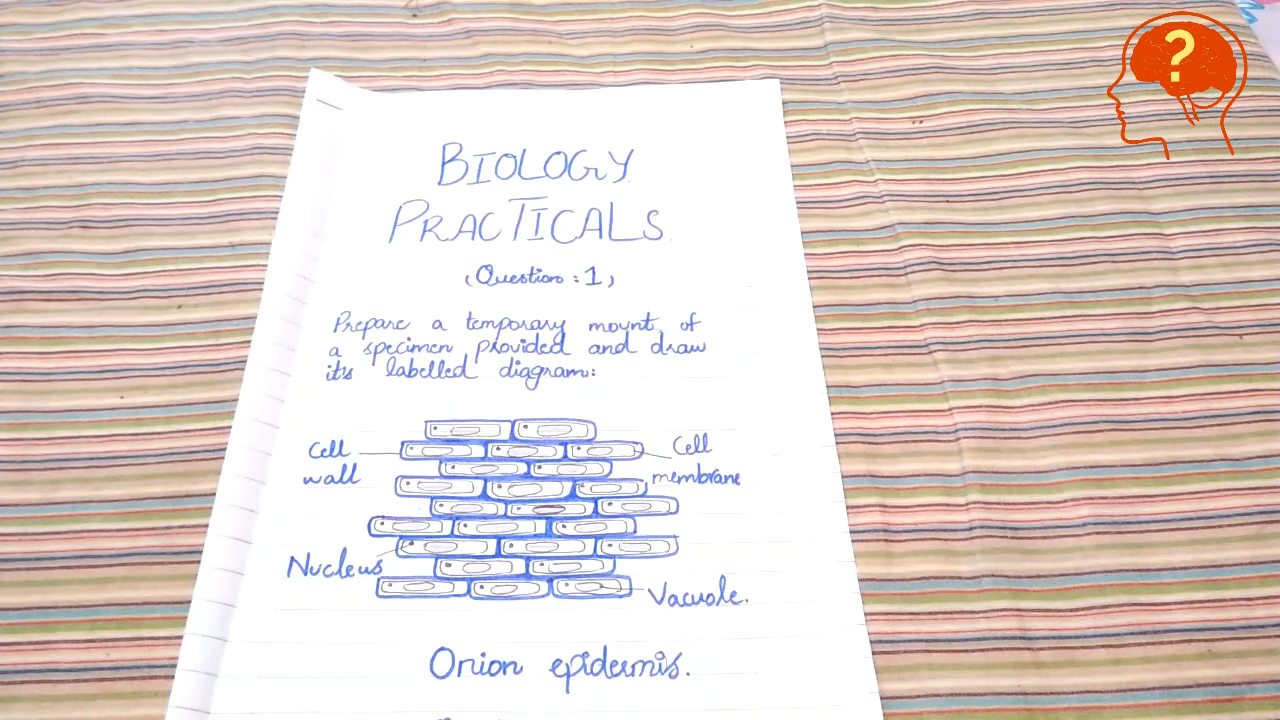 BIOLOGY
PRACTICALS
(Question : 1)
Prepare a temporary mount of
a specimen provided and draw
it's labelled diagram:
Cell
wall
Cell
membrane
Nucleus
Vacuole.
Onion epidermis.
?